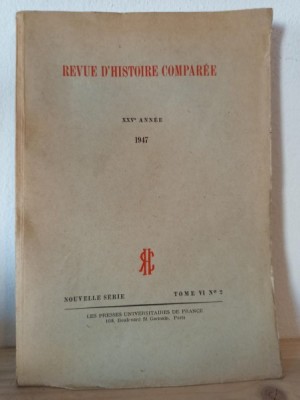 REVUE D'HISTOIRE COMPARÉE
XXVe ANNÉE
1947
NOUVELLE SÉRIE TOME VI No 2
LES PRESSES UNIVERSITAIRES DE FRANCE
108, Boulevard St Germain, Paris